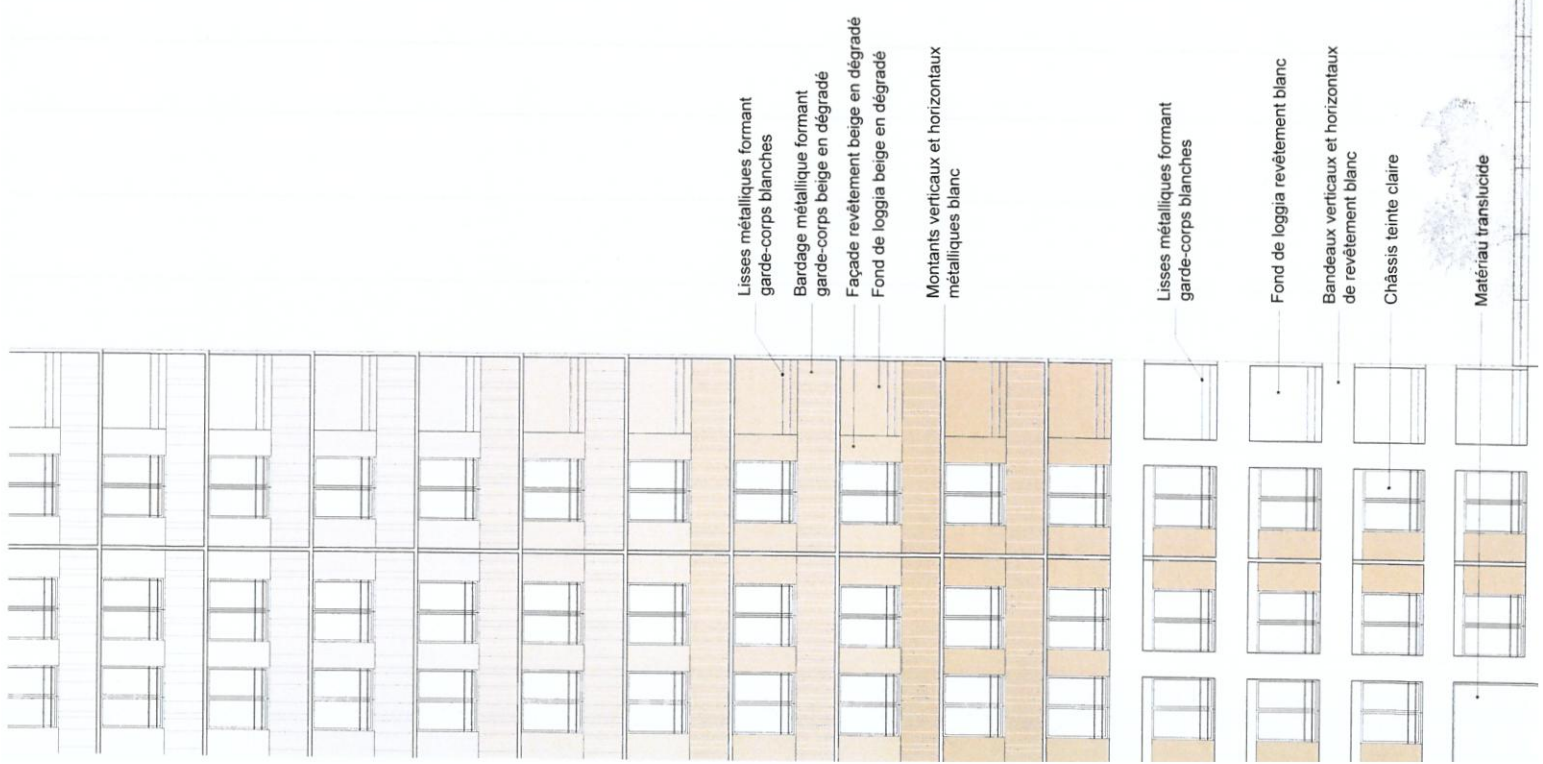 Lisses métalliques formant
garde-corps blanches
Bardage métallique formant
garde-corps beige en dégradé
Façade revêtement beige en dégradé
Fond de loggia beige en dégradé
Montants verticaux et horizontaux
métalliques blanc
Lisses métalliques formant
garde-corps blanches
Fond de loggia revêtement blanc
Bandeaux verticaux et horizontaux
de revêtement blanc
Châssis teinte claire
Matériau translucide